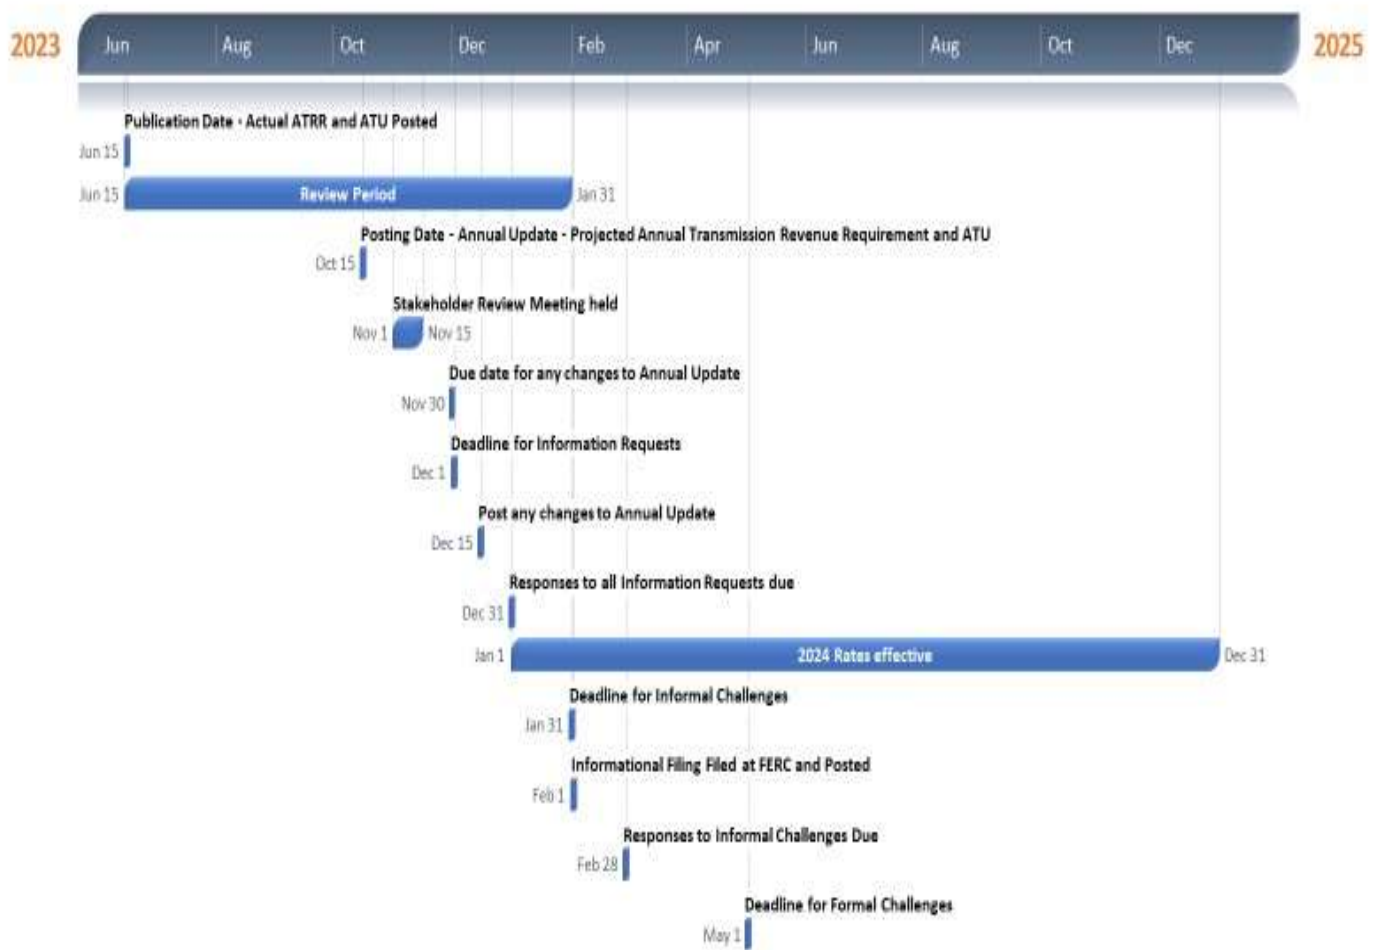 2023 Jun Aug Oct Dec Feb Apr Jun Aug Oct Dec 2025
Publication Date - Actual ATRR and ATU Posted
Jun 15
Jun 15 Review Period Jan 31
Posting Date - Annual Update - Projected Annual Transmission Revenue Requirement and ATU
Oct 15
Stakeholder Review Meeting held
Nov 1 Nov 15
Due date for any changes to Annual Update
Nov 30
Deadline for Information Requests
Dec 1
Post any changes to Annual Update
Dec 15
Responses to all Information Requests due
Dec 31
Jan 1 2024 Rates effective Dec 31
Deadline for Informal Challenges
Jan 31
Informational Filing Filed at FERC and Posted
Feb 1
Responses to Informal Challenges Due
Feb 28
Deadline for Formal Challenges
May 1